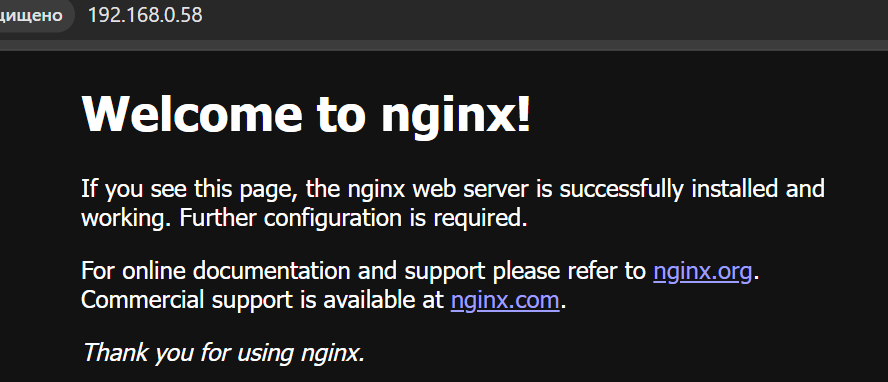 щищено 192.168.0.58
Welcome to nginx!
If you see this page, the nginx web server is successfully installed and
working. Further configuration is required.
For online documentation and support please refer to nginx.org.
Commercial support is available at nginx.com.
Thank you for using nginx.